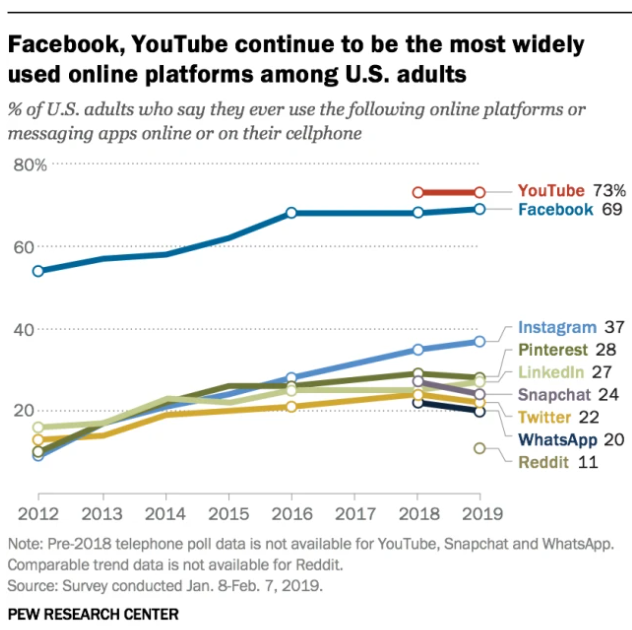 Facebook, YouTube continue to be the most widely
used online platforms among U.S. adults
% of U.S. adults who say they ever use the following online platforms or
messaging apps online or on their cellphone
80%
YouTube 73%
Facebook 69
60
40
Instagram 37
Pinterest 28
LinkedIn 27
Snapchat 24
20
Twitter 22
WhatsApp 20
Reddit 11
2012 2013 2014 2015 2016 2017 2018 2019
Note: Pre-2018 telephone poll data is not available for YouTube, Snapchat and WhatsApp.
Comparable trend data is not available for Reddit.
Source: Survey conducted Jan. 8-Feb. 7, 2019.
PEW RESEARCH CENTER